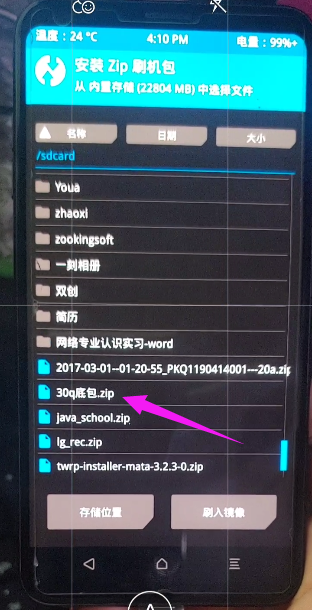 温度：24 °C
4:10 PM
电量：99%+
安装 Zip 刷机包
从 内置存储 (22804 MB) 中选择文件
名称
日期
大小
/sdcard
Youa
zhaoxi
zookingsoft
一刻相册
双创
简历
网络专业认识实习-word
2017-03-01--01-20-55_PKQ1190414001---20a.zip
30q底包.zip
java_school.zip
lg_rec.zip
twrp-installer-mata-3.2.3-0.zip
存储位置
刷入镜像